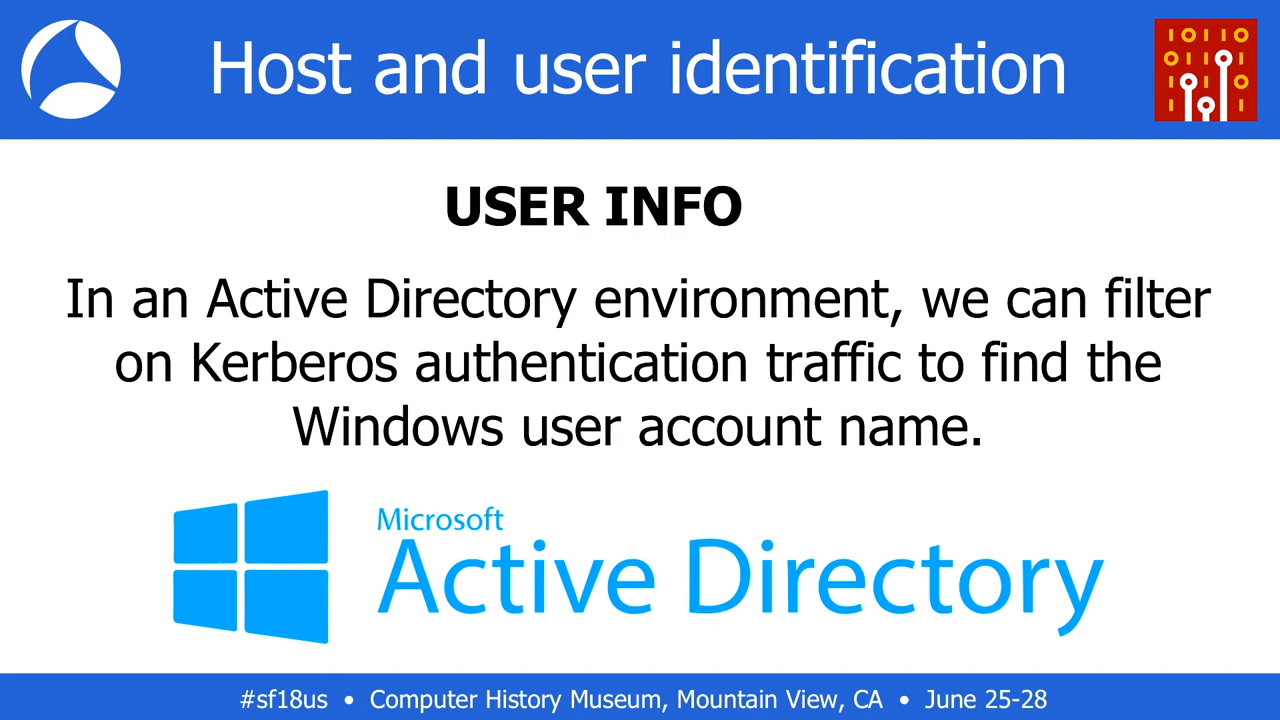 Host and user identification
USER INFO
In an Active Directory environment, we can filter
on Kerberos authentication traffic to find the
Windows user account name.
Microsoft
Active Directory
#sf18us • Computer History Museum, Mountain View, CA • June 25-28